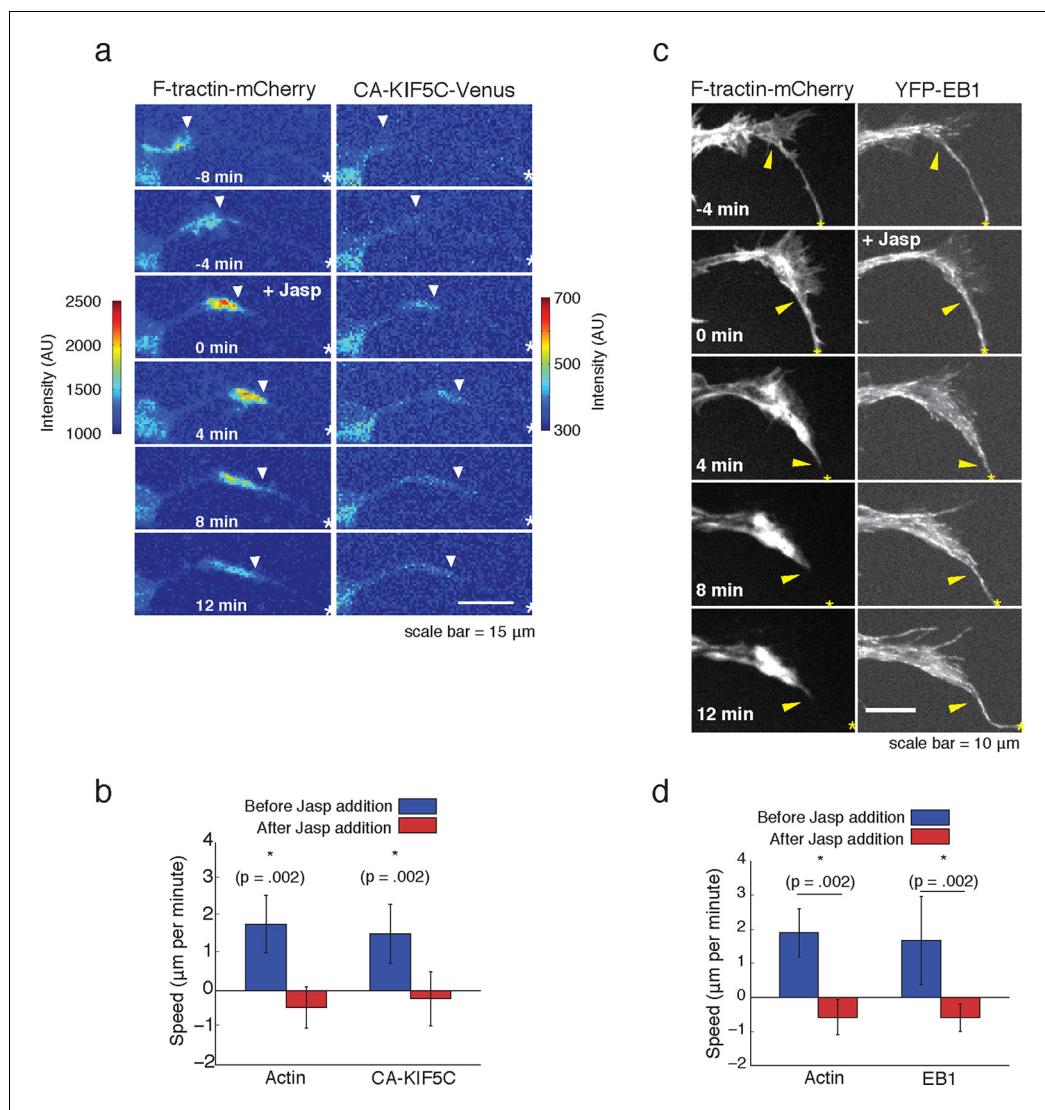 a
F-tractin-mCherry CA-KIF5C-Venus
-8 min
*
*
-4 min
*
*
+ Jasp
0 min
*
*
4 min
*
*
8 min
*
*
12 min
*
*
2500
2000
1500
1000
Intensity (AU)
700
500
300
Intensity (AU)
scale bar = 15 µm
c
F-tractin-mCherry YFP-EB1
-4 min
*
*
+ Jasp
0 min
*
*
4 min
*
*
8 min
*
*
12 min
*
*
scale bar = 10 µm
b
Before Jasp addition
After Jasp addition
Speed (µm per minute)
4
3
2
1
0
−1
−2
* *
(p = .002) (p = .002)
Actin CA-KIF5C
d
Before Jasp addition
After Jasp addition
Speed (µm per minute)
4
3
2
1
0
−1
−2
* *
(p = .002) (p = .002)
Actin EB1